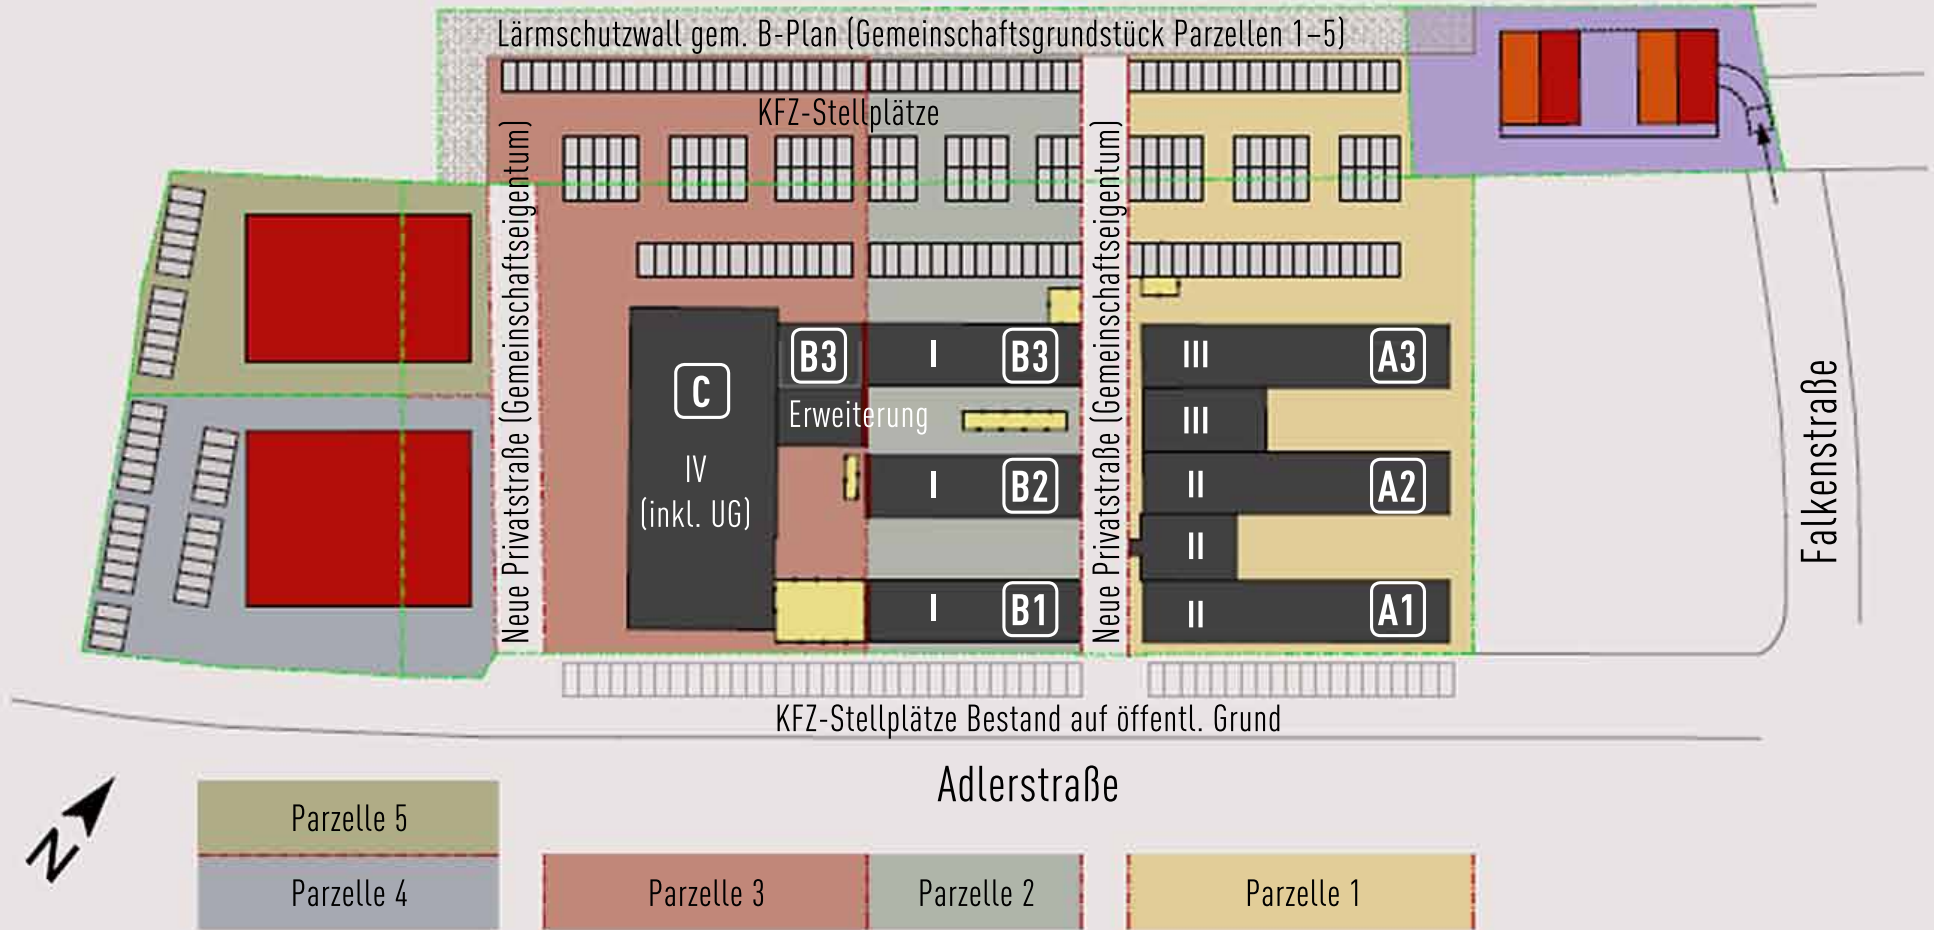 Lärmschutzwall gem. B-Plan (Gemeinschaftsgrundstück Parzellen 1–5)
KFZ-Stellplätze
Neue Privatstraße (Gemeinschaftseigentum)
Neue Privatstraße (Gemeinschaftseigentum)
C
IV
(inkl. UG)
B3
Erweiterung
I B3
I B2
I B1
III A3
III
II A2
II
II A1
Falkenstraße
KFZ-Stellplätze Bestand auf öffentl. Grund
Adlerstraße
N
Parzelle 5
Parzelle 4
Parzelle 3
Parzelle 2
Parzelle 1